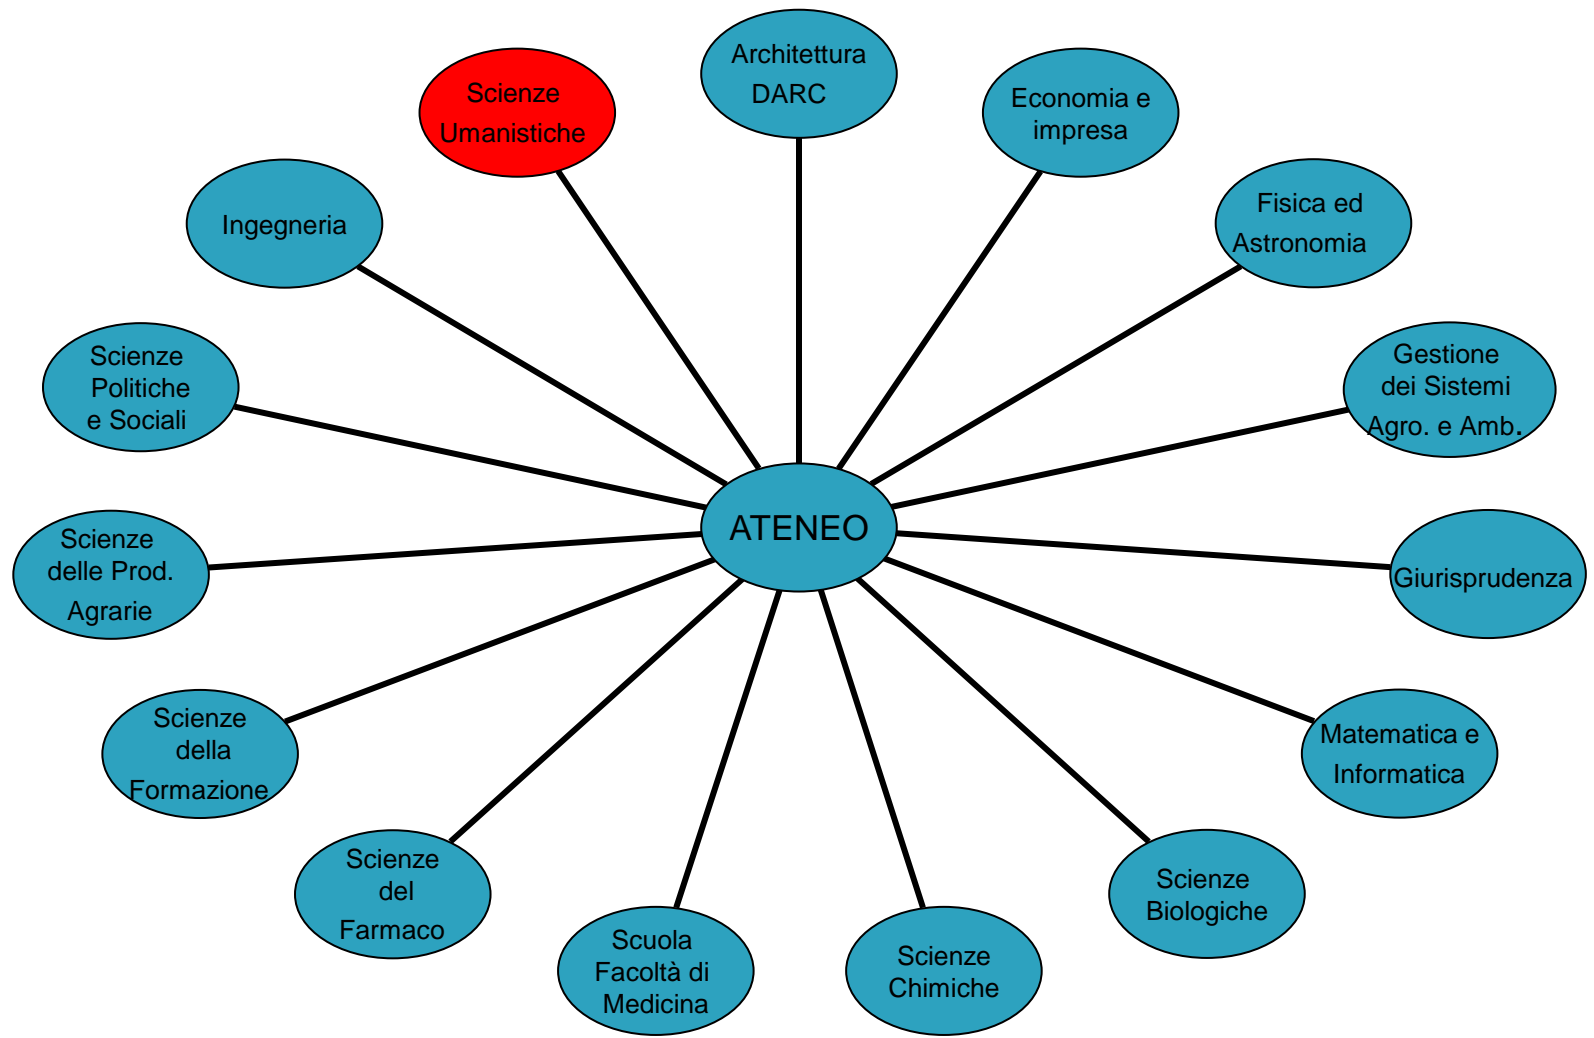 Architettura
DARC
Scienze
Umanistiche
Economia e
impresa
Ingegneria
Fisica ed
Astronomia
Scienze
Politiche
e Sociali
Gestione
dei Sistemi
Agro. e Amb.
ATENEO
Scienze
delle Prod.
Agrarie
Giurisprudenza
Scienze
della
Formazione
Matematica e
Informatica
Scienze
del
Farmaco
Scienze
Biologiche
Scuola
Facoltà di
Medicina
Scienze
Chimiche